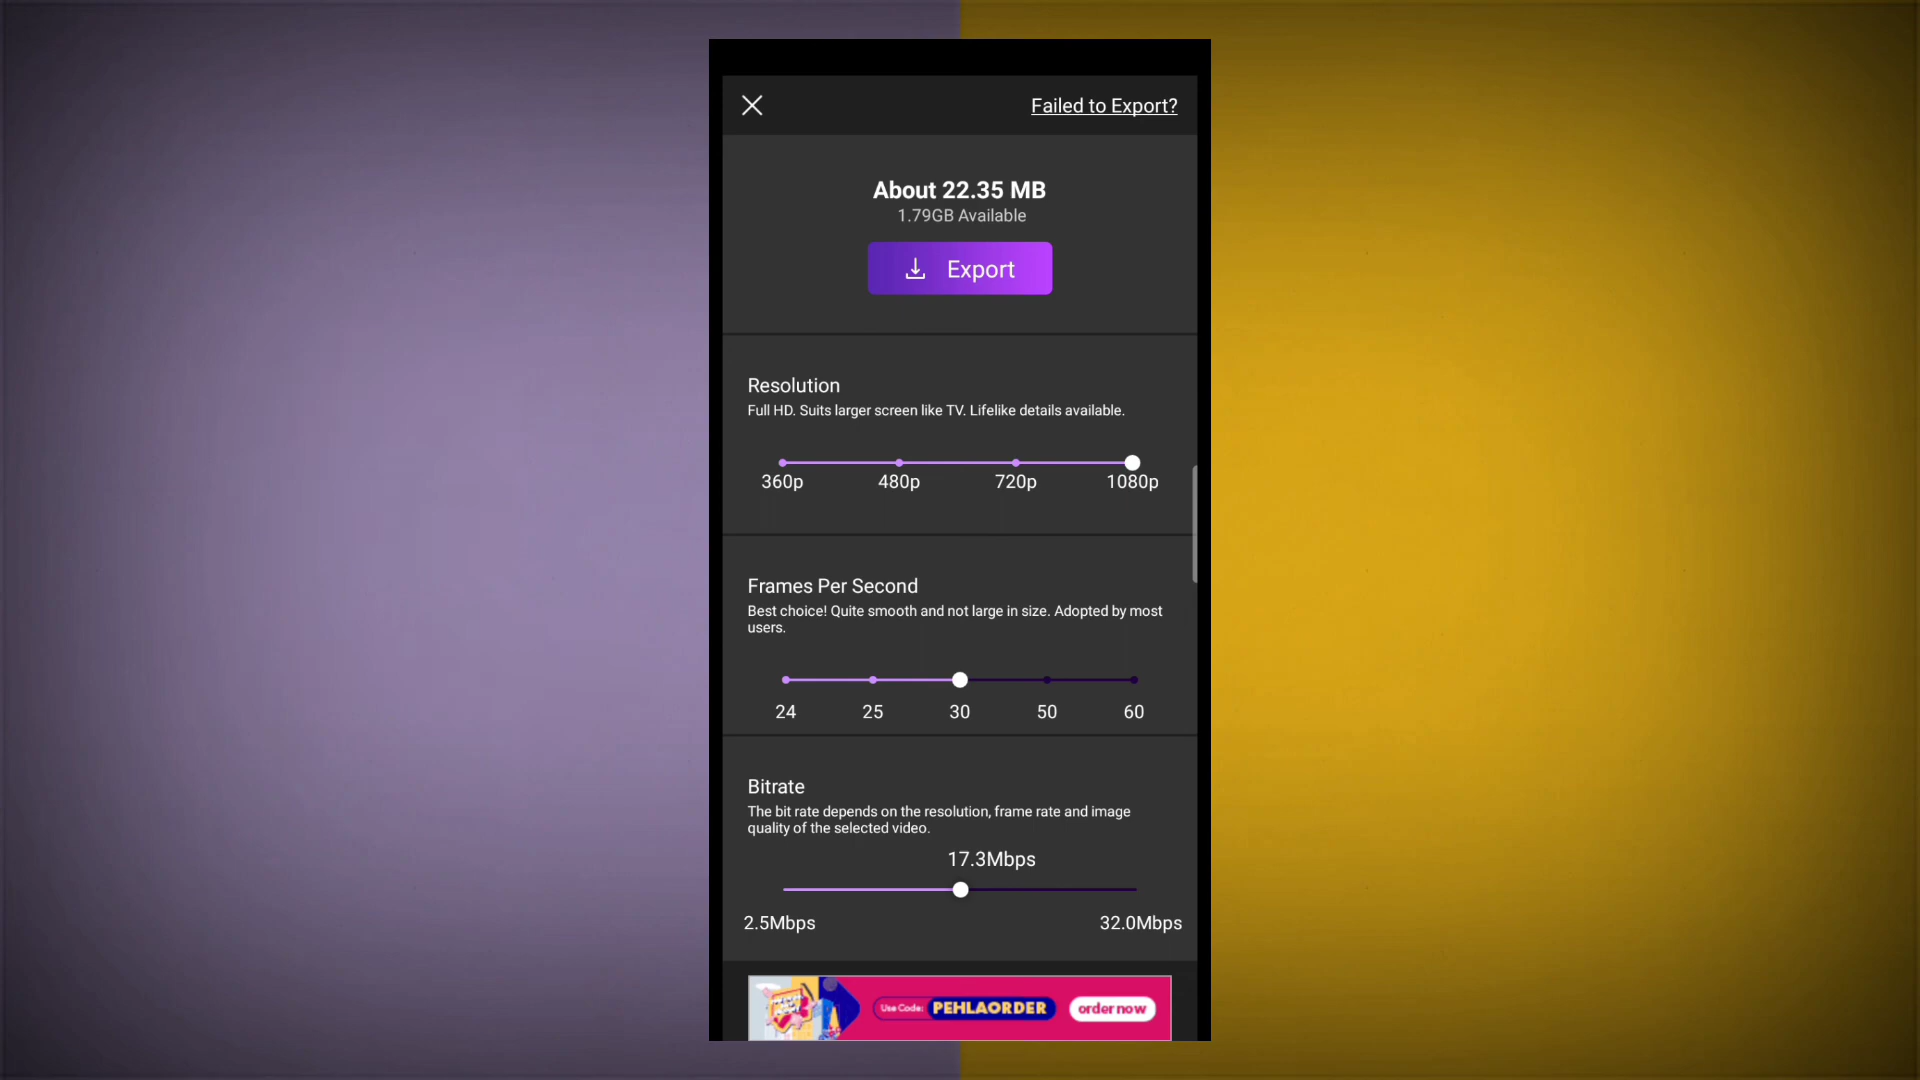 Failed to Export?
About 22.35 MB
1.79GB Available
Export
Resolution
Full HD. Suits larger screen like TV. Lifelike details available.
360p 480p 720p 1080p
Frames Per Second
Best choice! Quite smooth and not large in size. Adopted by most
users.
24 25 30 50 60
Bitrate
The bit rate depends on the resolution, frame rate and image
quality of the selected video.
17.3Mbps
2.5Mbps 32.0Mbps
Use Code: PEHLAORDER order now